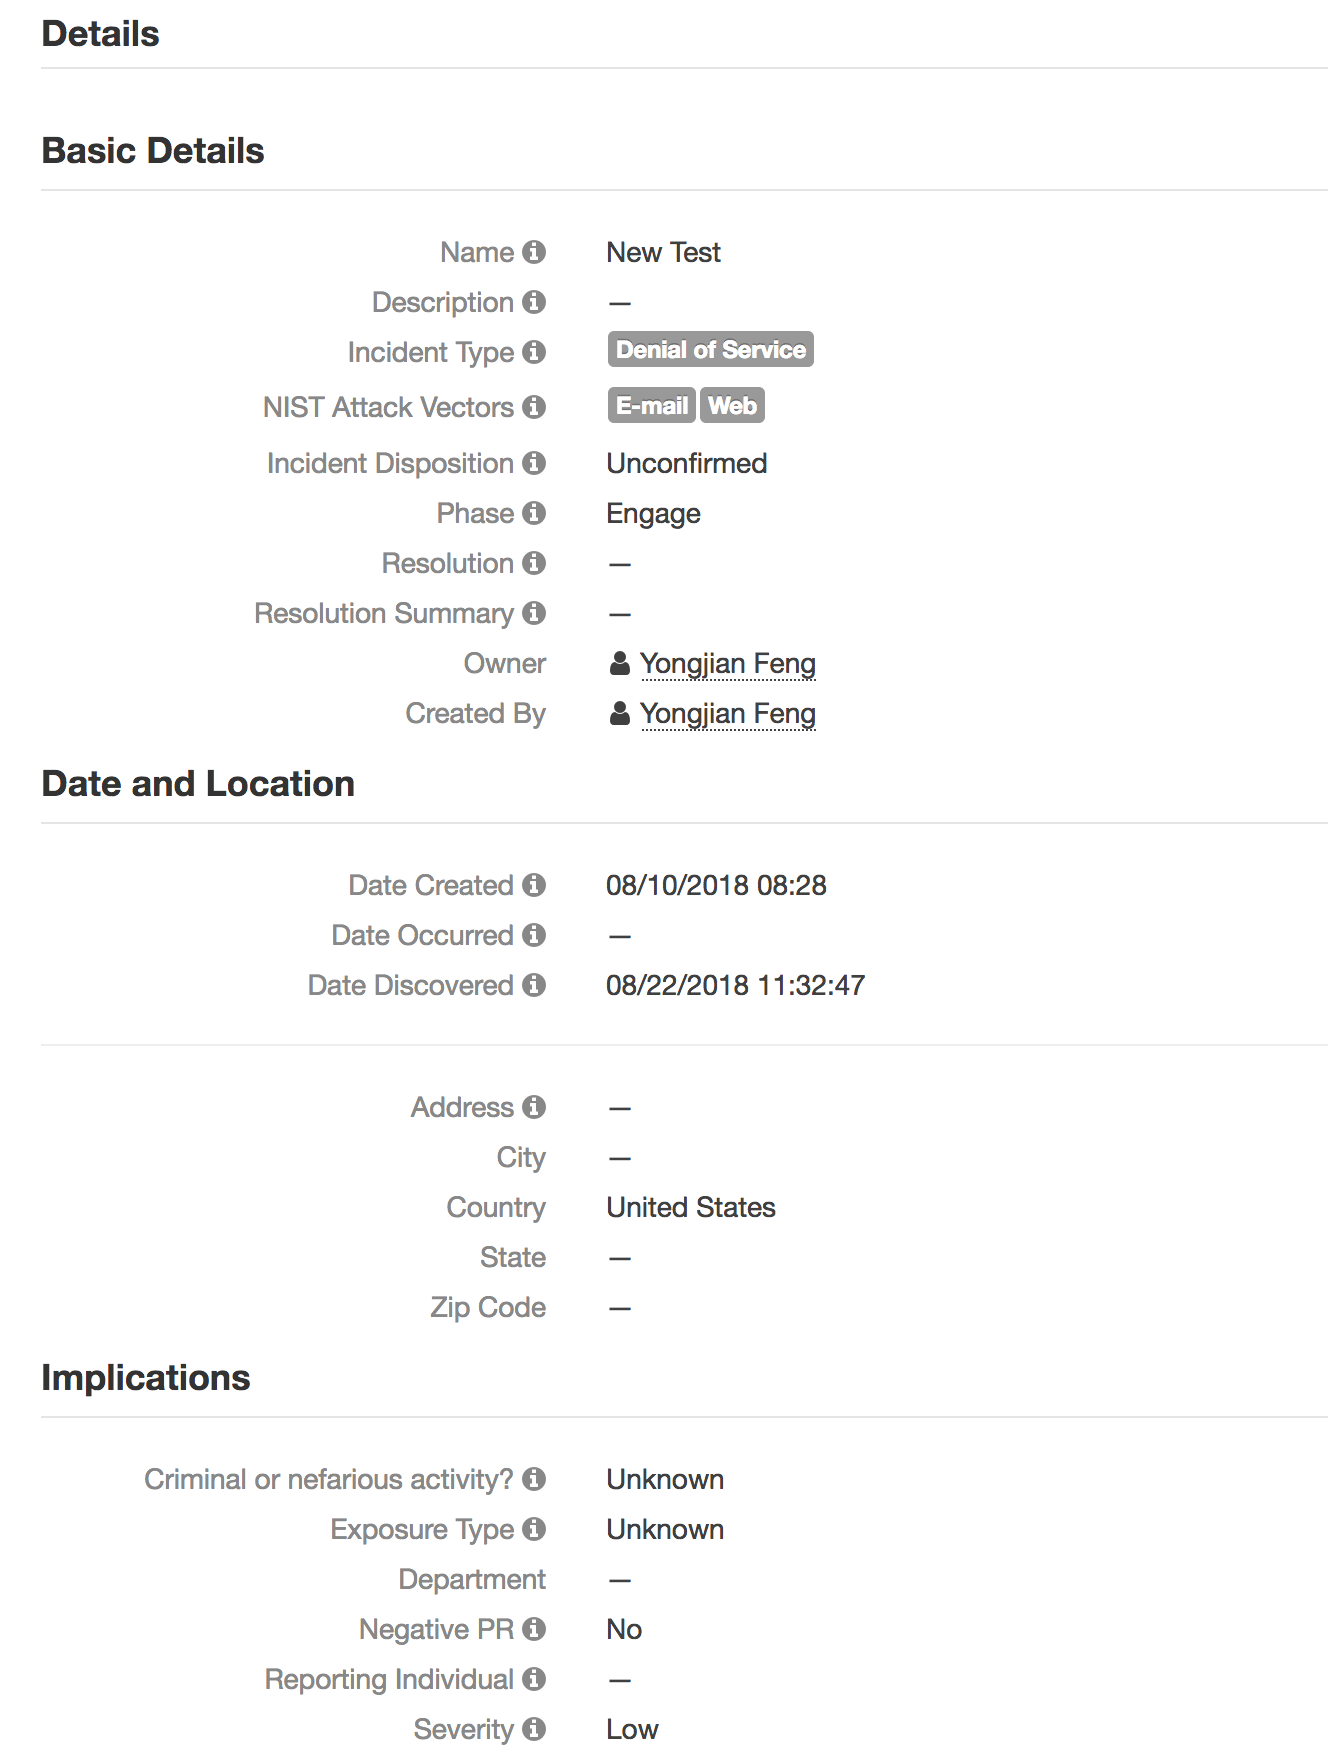 Details
Basic Details
Name New Test
Description —
Incident Type Denial of Service
NIST Attack Vectors E-mail Web
Incident Disposition Unconfirmed
Phase Engage
Resolution —
Resolution Summary —
Owner Yongjian Feng
Created By Yongjian Feng
Date and Location
Date Created 08/10/2018 08:28
Date Occurred —
Date Discovered 08/22/2018 11:32:47
Address —
City —
Country United States
State —
Zip Code —
Implications
Criminal or nefarious activity? Unknown
Exposure Type Unknown
Department —
Negative PR No
Reporting Individual —
Severity Low